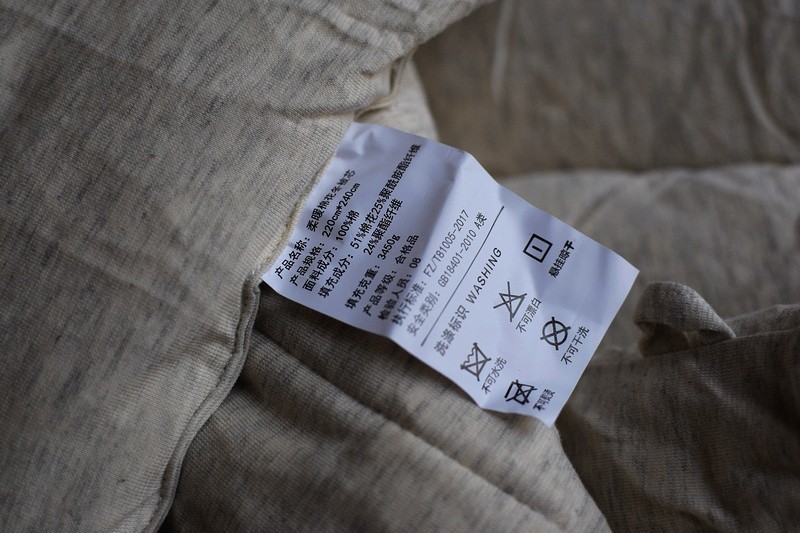 产品名称：柔暖棉花冬被芯
产品规格：220cm*240cm
面料成分：100%棉
填充成分：51%棉花25%聚酰胺酯纤维
24%聚酯纤维
填充克重：3450g
产品等级：合格品
检验人员：08
执行标准：FZ/T81005-2017
安全类别：GB18401-2010 A类
洗涤标识 WASHING
悬挂晾干
不可漂白
不可干洗
不可水洗